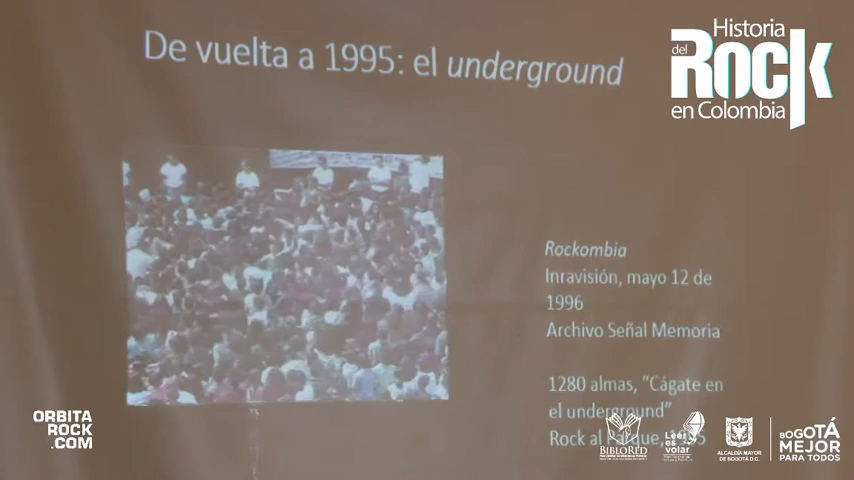 De vuelta a 1995: el underground
Historia
del
Rock
en Colombia
Rockombia
Inravisión, mayo 12 de
1996
Archivo Señal Memoria
1280 almas, "Cágate en
el underground"
Rock al Parque,
ORBITA
ROCK
.COM
BIBLORED
Leer es
volar
ALCALDÍA MAYOR
DE BOGOTÁ D.C.
BOGOTÁ
MEJOR
PARA TODOS